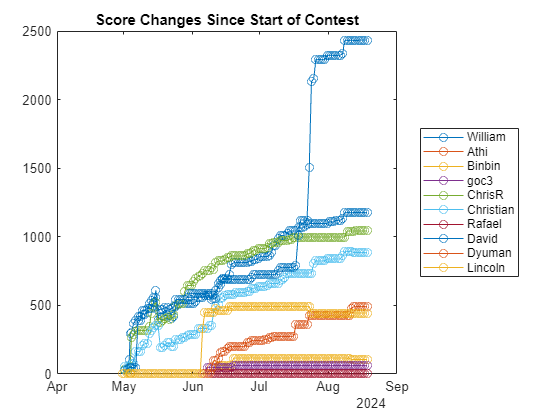 Score Changes Since Start of Contest
2500
2000
1500
1000
500
0
Apr May Jun Jul Aug Sep
2024
William
Athi
Binbin
goc3
ChrisR
Christian
Rafael
David
Dyuman
Lincoln